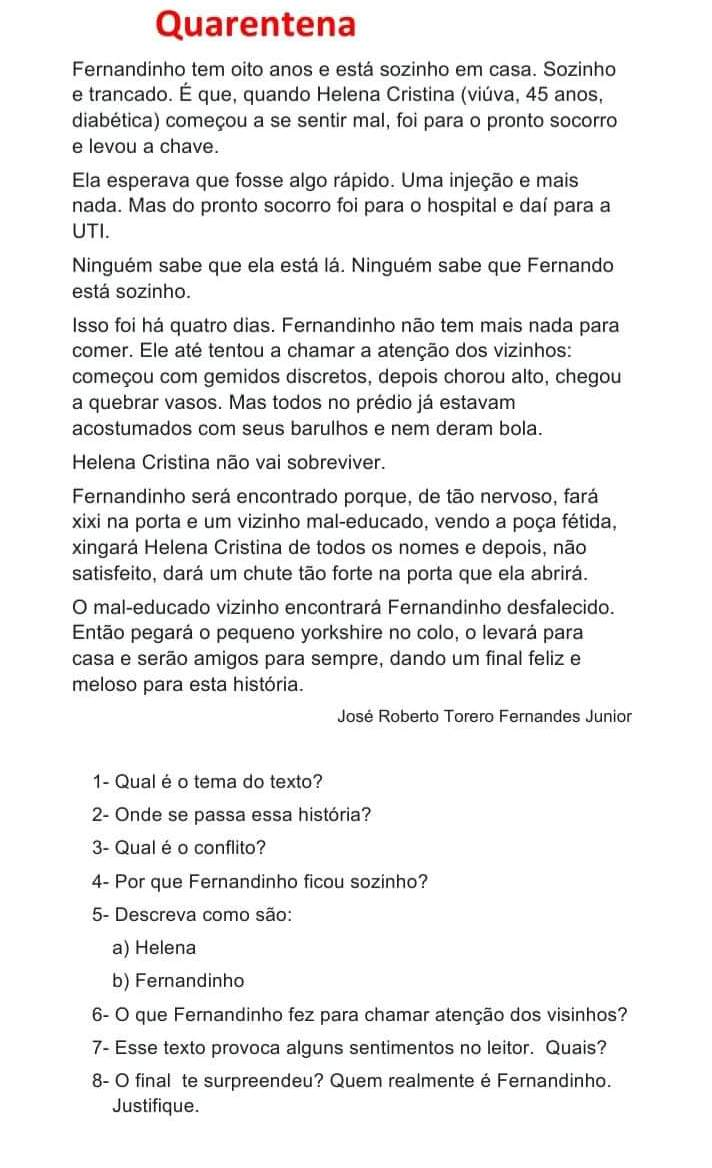 Quarentena
Fernandinho tem oito anos e está sozinho em casa. Sozinho
e trancado. É que, quando Helena Cristina (viúva, 45 anos,
diabética) começou a se sentir mal, foi para o pronto socorro
e levou a chave.
Ela esperava que fosse algo rápido. Uma injeção e mais
nada. Mas do pronto socorro foi para o hospital e daí para a
UTI.
Ninguém sabe que ela está lá. Ninguém sabe que Fernando
está sozinho.
Isso foi há quatro dias. Fernandinho não tem mais nada para
comer. Ele até tentou a chamar a atenção dos vizinhos:
começou com gemidos discretos, depois chorou alto, chegou
a quebrar vasos. Mas todos no prédio já estavam
acostumados com seus barulhos e nem deram bola.
Helena Cristina não vai sobreviver.
Fernandinho será encontrado porque, de tão nervoso, fará
xixi na porta e um vizinho mal-educado, vendo a poça fétida,
xingará Helena Cristina de todos os nomes e depois, não
satisfeito, dará um chute tão forte na porta que ela abrirá.
O mal-educado vizinho encontrará Fernandinho desfalecido.
Então pegará o pequeno yorkshire no colo, o levará para
casa e serão amigos para sempre, dando um final feliz e
meloso para esta história.
José Roberto Torero Fernandes Junior
1- Qual é o tema do texto?
2- Onde se passa essa história?
3- Qual é o conflito?
4- Por que Fernandinho ficou sozinho?
5- Descreva como são:
a) Helena
b) Fernandinho
6- O que Fernandinho fez para chamar atenção dos visinhos?
7- Esse texto provoca alguns sentimentos no leitor.  Quais?
8- O final  te surpreendeu? Quem realmente é Fernandinho.
Justifique.